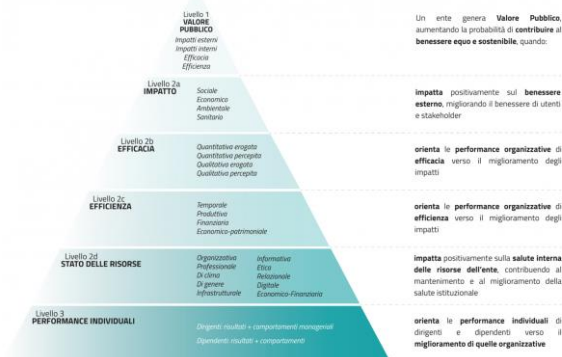 Livello 1
VALORE
PUBBLICO
Impatti esterni
Impatti interni
Efficacia
Efficienza
Un ente genera Valore Pubblico,
aumentando la probabilità di contribuire al
benessere equo e sostenibile, quando:
Livello 2a
IMPATTO
Sociale
Economico
Ambientale
Sanitario
impatta positivamente sul benessere
esterno, migliorando il benessere di utenti
e stakeholder
Livello 2b
EFFICACIA
Quantitativa erogata
Quantitativa percepita
Qualitativa erogata
Qualitativa percepita
orienta le performance organizzative di
efficacia verso il miglioramento degli
impatti
Livello 2c
EFFICIENZA
Temporale
Produttiva
Finanziaria
Economico-patrimoniale
orienta le performance organizzative di
efficienza verso il miglioramento degli
impatti
Livello 2d
STATO DELLE RISORSE
Organizzativa
Professionale
Di clima
Di genere
Infrastrutturale
Informativa
Etica
Relazionale
Digitale
Economico-Finanziaria
impatta positivamente sulla salute interna
delle risorse dell'ente, contribuendo al
mantenimento e al miglioramento della
salute istituzionale
Livello 3
PERFORMANCE INDIVIDUALI
Dirigenti: risultati + comportamenti manageriali
Dipendenti: risultati + comportamenti
orienta le performance individuali di
dirigenti e dipendenti verso il
miglioramento di quelle organizzative